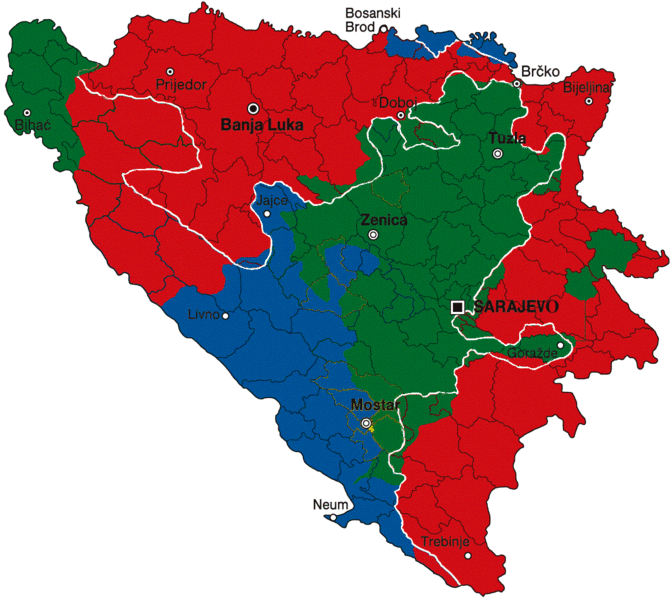 Bosanski
Brod
Brčko
Prijedor
Bijeljina
Doboj
Banja Luka
Bihać
Tuzla
Jajce
Zenica
Livno
SARAJEVO
Goražde
Mostar
Neum
Trebinje